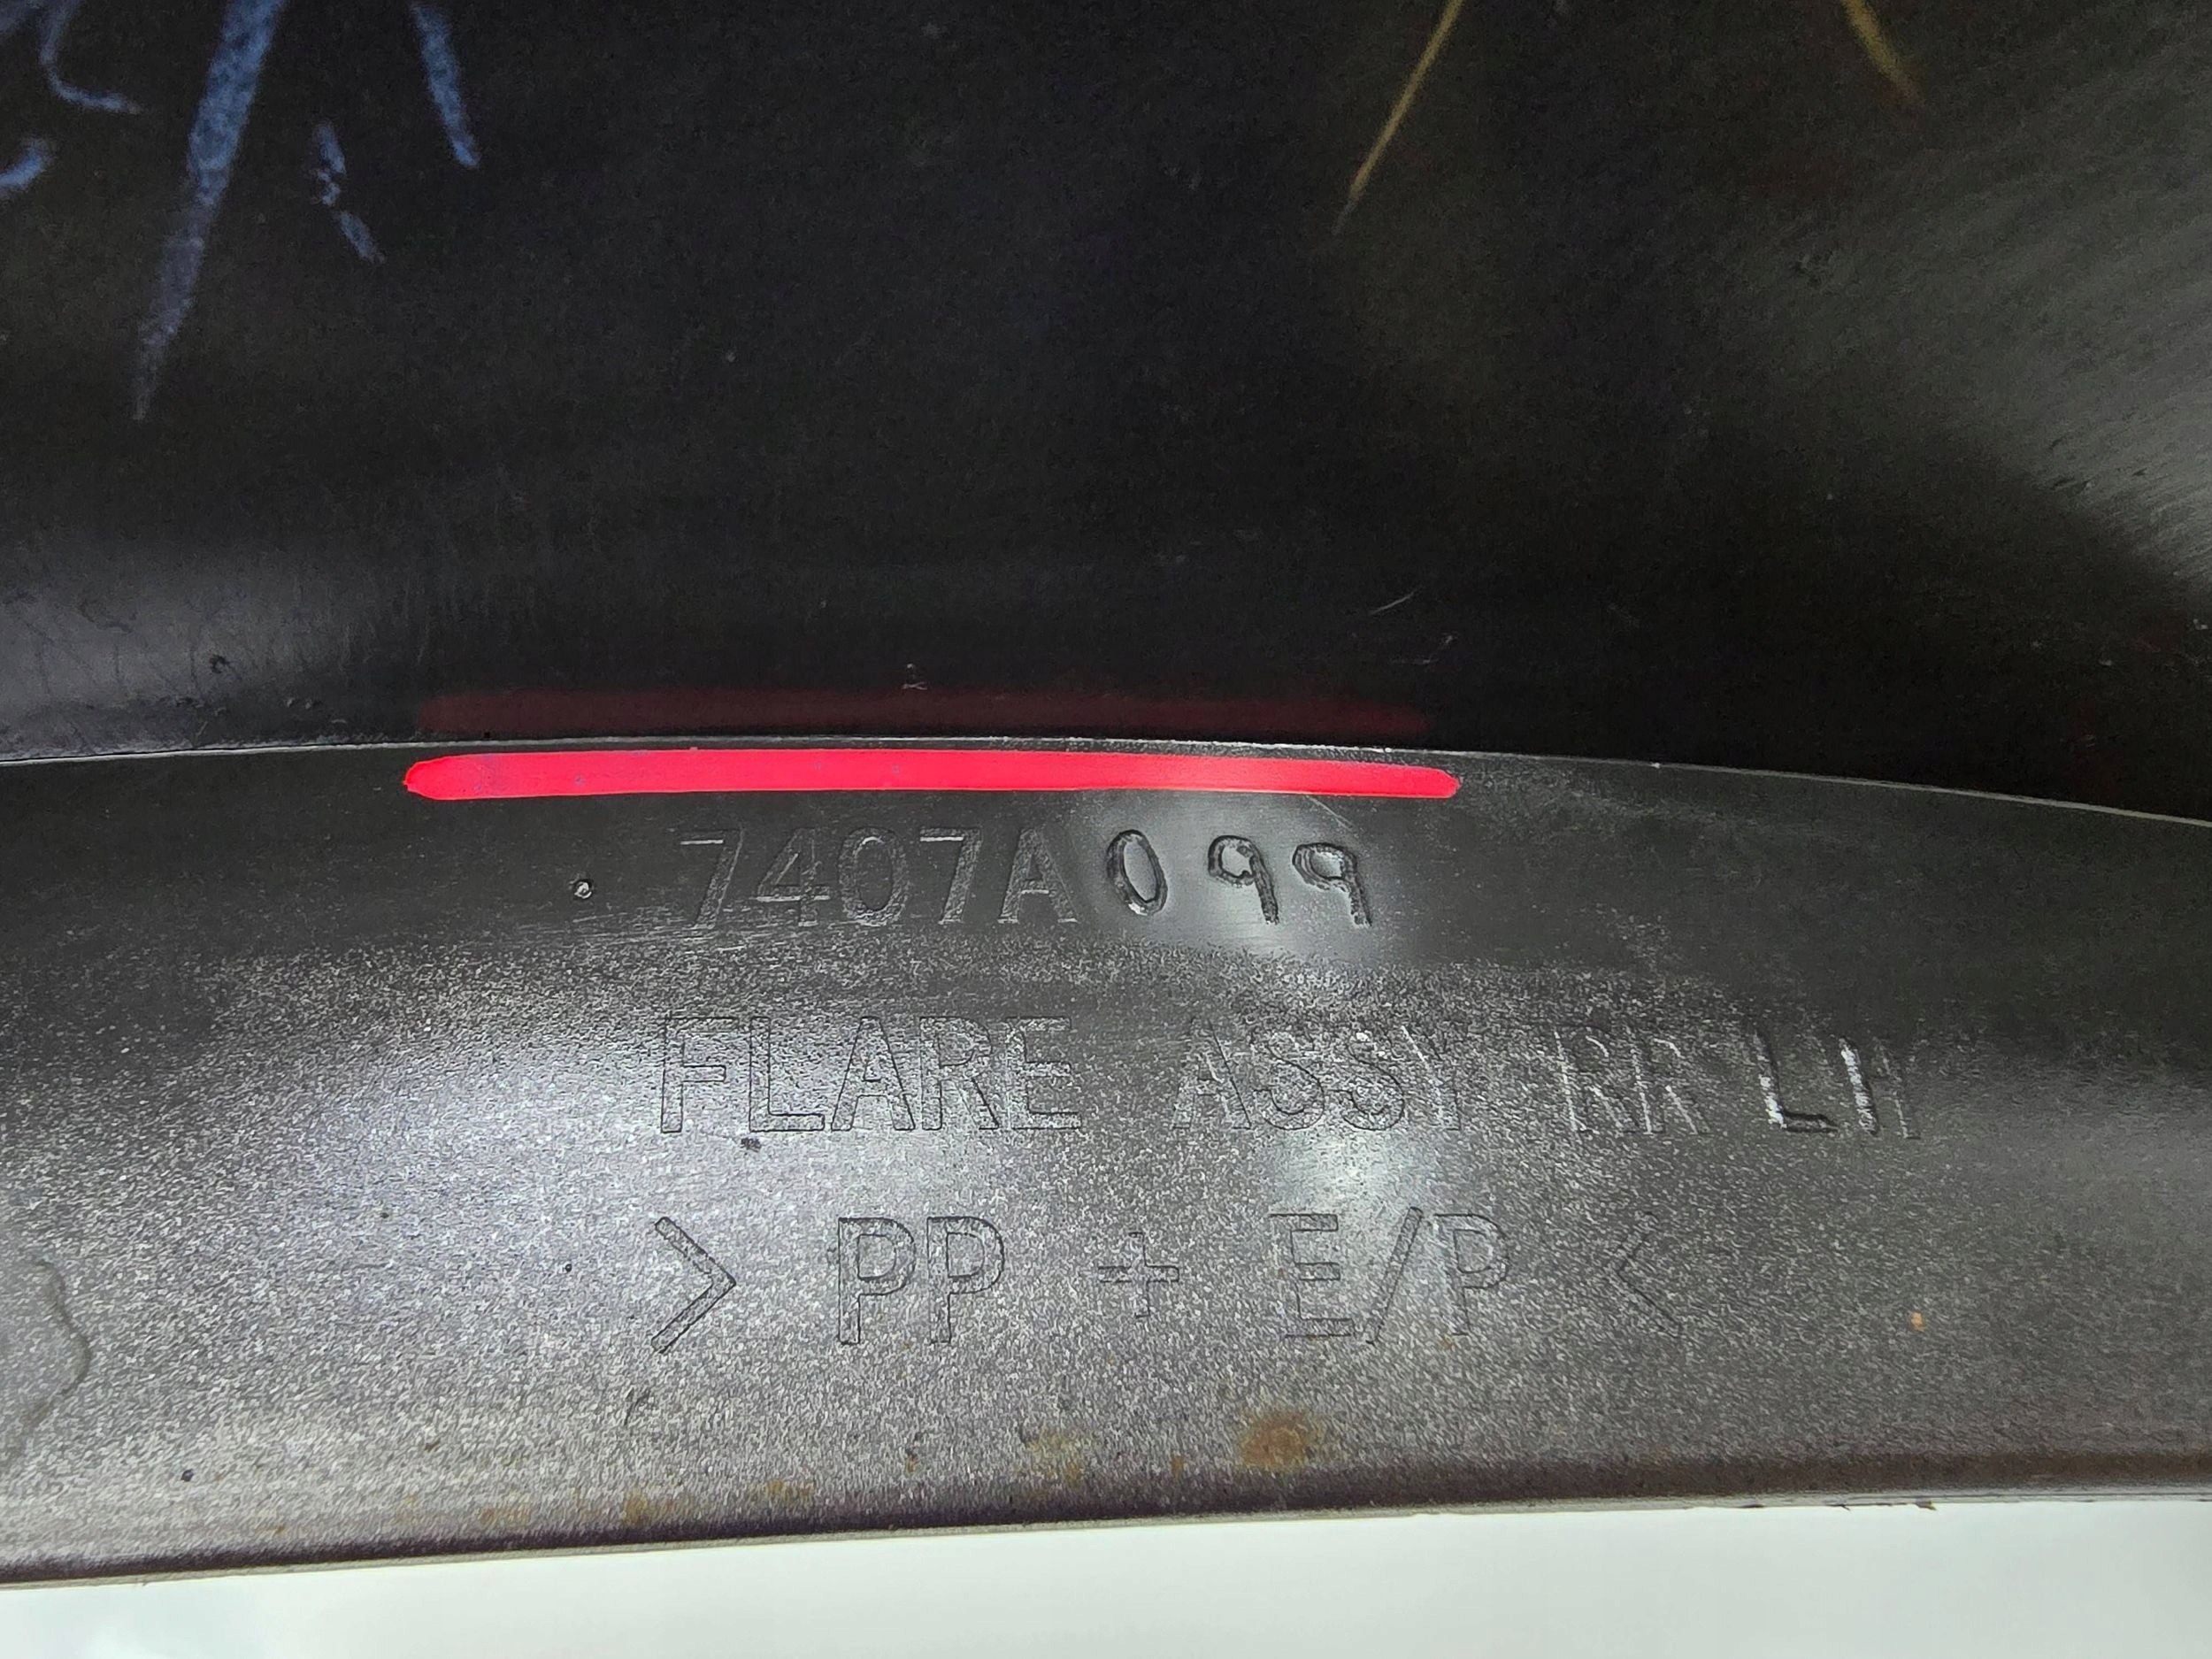 7407A099
FLARE ASSY RR LH
> PP + E/P <